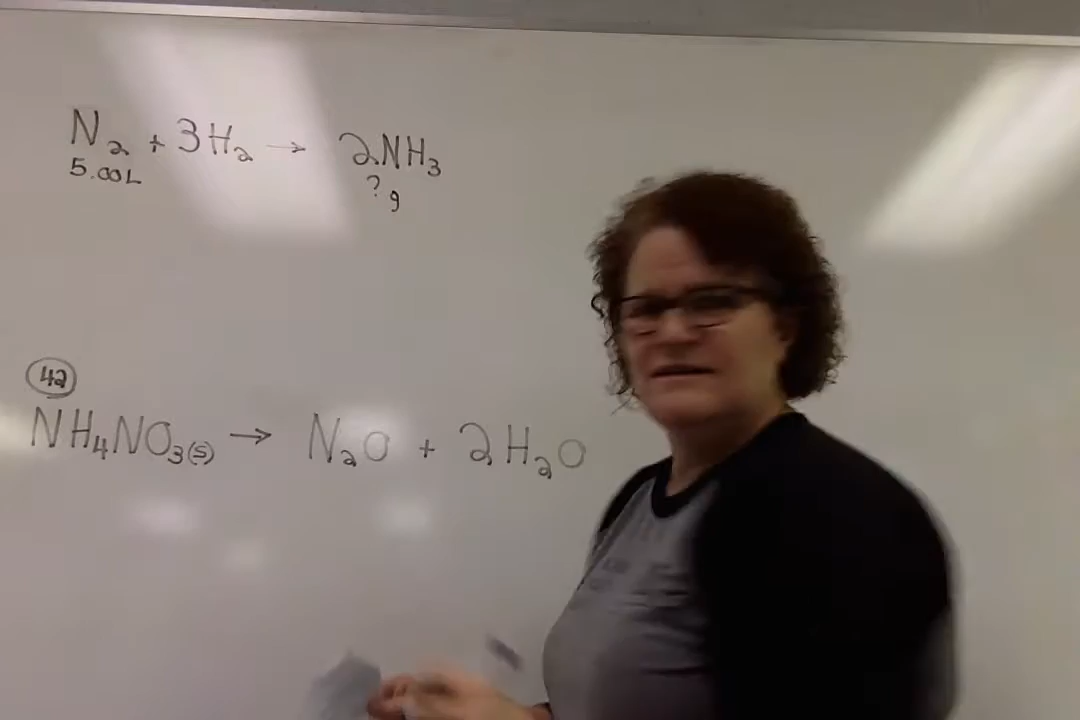 N₂ + 3H₂ → 2NH₃
5.00L ? g
42
NH₄NO₃(s) → N₂O + 2H₂O